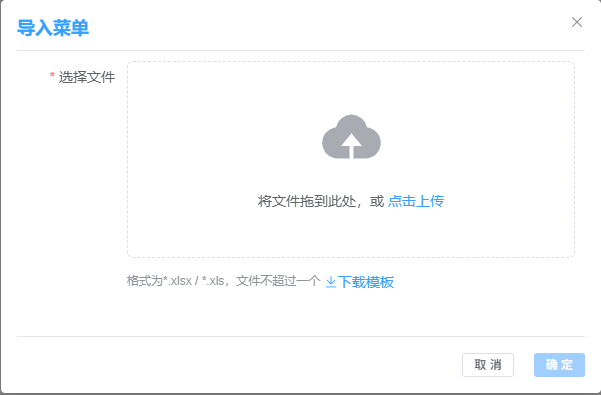 导入菜单
* 选择文件
将文件拖到此处，或 点击上传
格式为*.xlsx / *.xls，文件不超过一个 下载模板
取 消 确 定